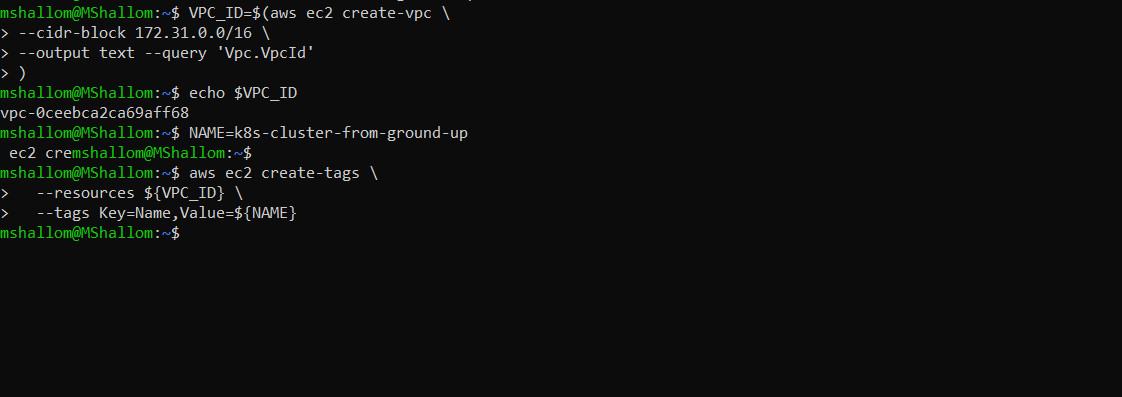 mshallom@MShallom:~$ VPC_ID=$(aws ec2 create-vpc \
> --cidr-block 172.31.0.0/16 \
> --output text --query 'Vpc.VpcId'
> )
mshallom@MShallom:~$ echo $VPC_ID
vpc-0ceebca2ca69aff68
mshallom@MShallom:~$ NAME=k8s-cluster-from-ground-up
 ec2 cremshallom@MShallom:~$
mshallom@MShallom:~$ aws ec2 create-tags \
>   --resources ${VPC_ID} \
>   --tags Key=Name,Value=${NAME}
mshallom@MShallom:~$